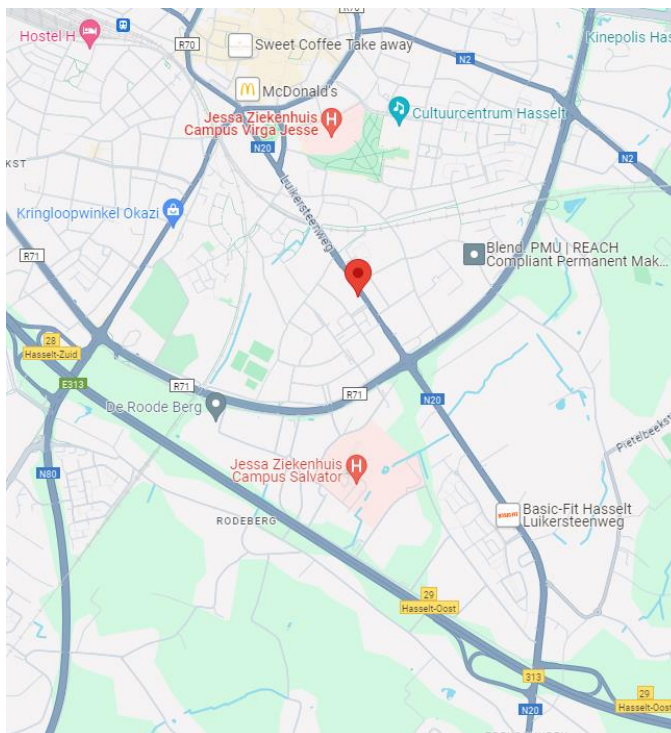 R70
Kinepolis Has
Hostel H
R70
Sweet Coffee Take away
N2
McDonald's
Jessa Ziekenhuis
Campus Virga Jesse
Cultuurcentrum Hasselt
N20
N2
KST
Luikersteenweg
Kringloopwinkel Okazi
R71
Blend. PMU | REACH
Compliant Permanent Mak...
28
Hasselt-Zuid
E313
R71
R71
N20
De Roode Berg
Pietelbeekst
Jessa Ziekenhuis
Campus Salvator
N80
BASIC-FIT
Basic-Fit Hasselt
Luikersteenweg
RODEBERG
29
Hasselt-Oost
313
29
Hasselt-Oost
N20